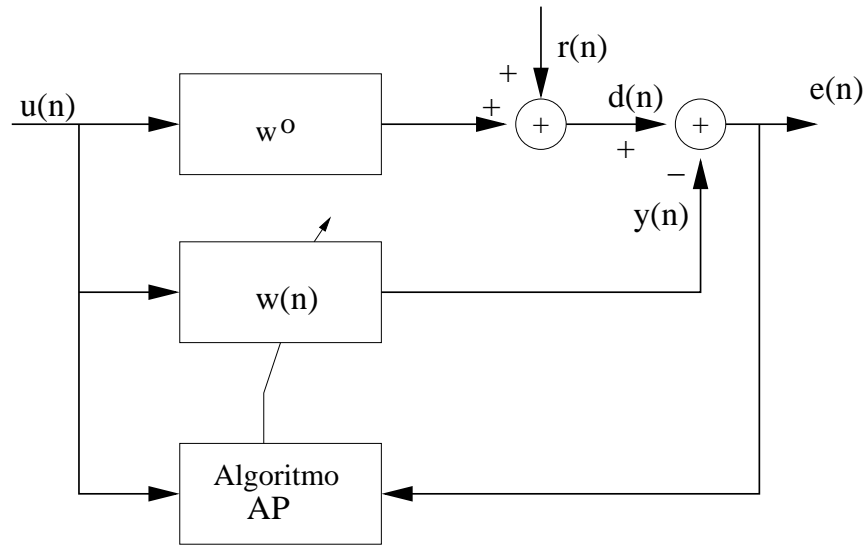 r(n)
+
u(n)
w^o
+
+
d(n)
+
+
e(n)
−
y(n)
w(n)
Algoritmo
AP